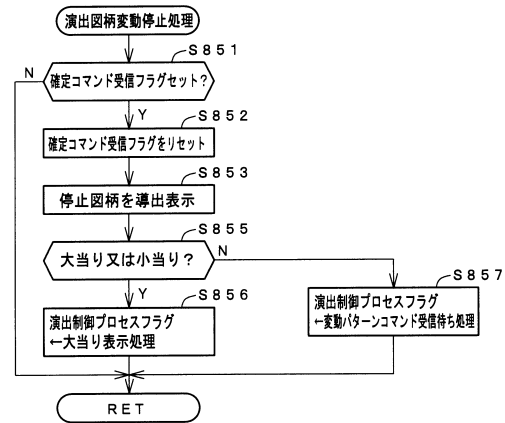 演出図柄変動停止処理
S851
確定コマンド受信フラグセット?
N
Y
S852
確定コマンド受信フラグをリセット
S853
停止図柄を導出表示
S855
大当り又は小当り?
N
Y
S856
演出制御プロセスフラグ
←大当り表示処理
S857
演出制御プロセスフラグ
←変動パターンコマンド受信待ち処理
RET